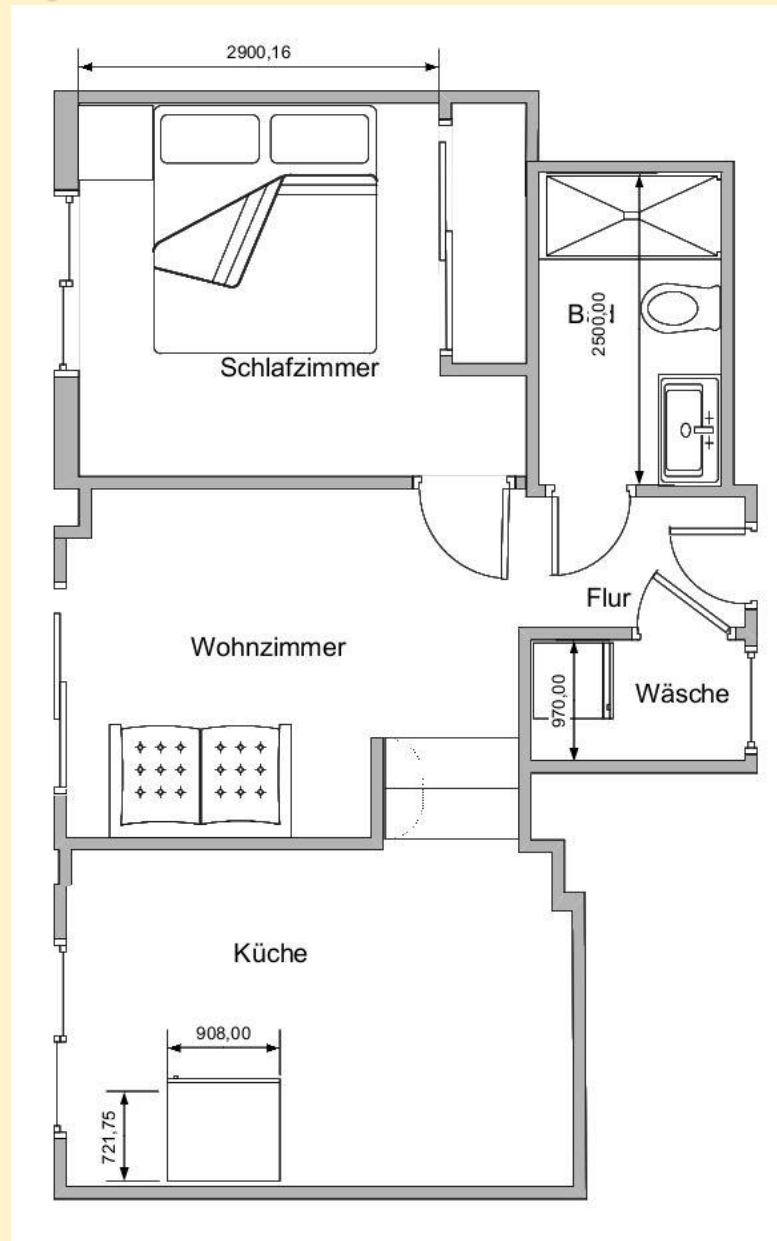 2900,16
Schlafzimmer
2500,00
Flur
Wohnzimmer
970,00
Wäsche
Küche
908,00
721,75